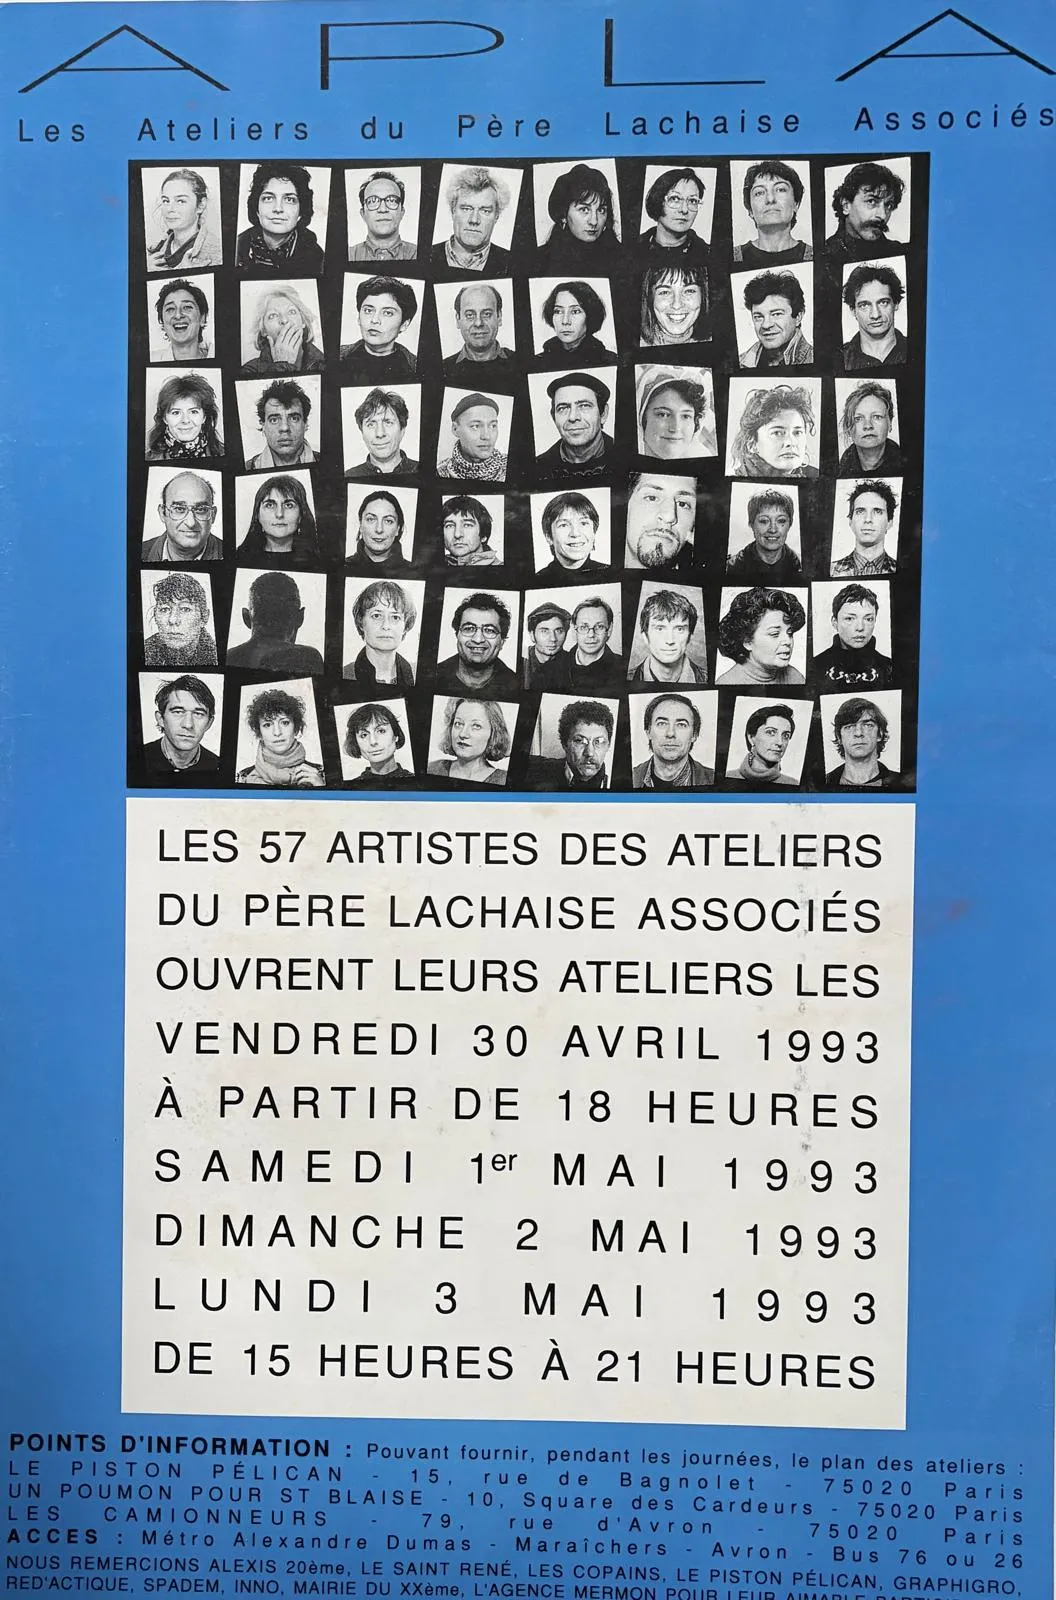 APLA
Les Ateliers du Père Lachaise Associés
LES 57 ARTISTES DES ATELIERS
DU PÈRE LACHAISE ASSOCIÉS
OUVRENT LEURS ATELIERS LES
VENDREDI 30 AVRIL 1993
À PARTIR DE 18 HEURES
SAMEDI 1er MAI 1993
DIMANCHE 2 MAI 1993
LUNDI 3 MAI 1993
DE 15 HEURES À 21 HEURES
POINTS D'INFORMATION : Pouvant fournir, pendant les journées, le plan des ateliers :
LE PISTON PÉLICAN - 15, rue de Bagnolet - 75020 Paris
UN POUMON POUR ST BLAISE - 10, Square des Cardeurs - 75020 Paris
LES CAMIONNEURS - 79, rue d'Avron - 75020 Paris
ACCES : Métro Alexandre Dumas - Maraîchers - Avron - Bus 76 ou 26
NOUS REMERCIONS ALEXIS 20ème, LE SAINT RENÉ, LES COPAINS, LE PISTON PÉLICAN, GRAPHIGRO,
RED'ACTIQUE, SPADEM, INNO, MAIRIE DU XXème, L'AGENCE MERMON POUR LEUR AIMABLE